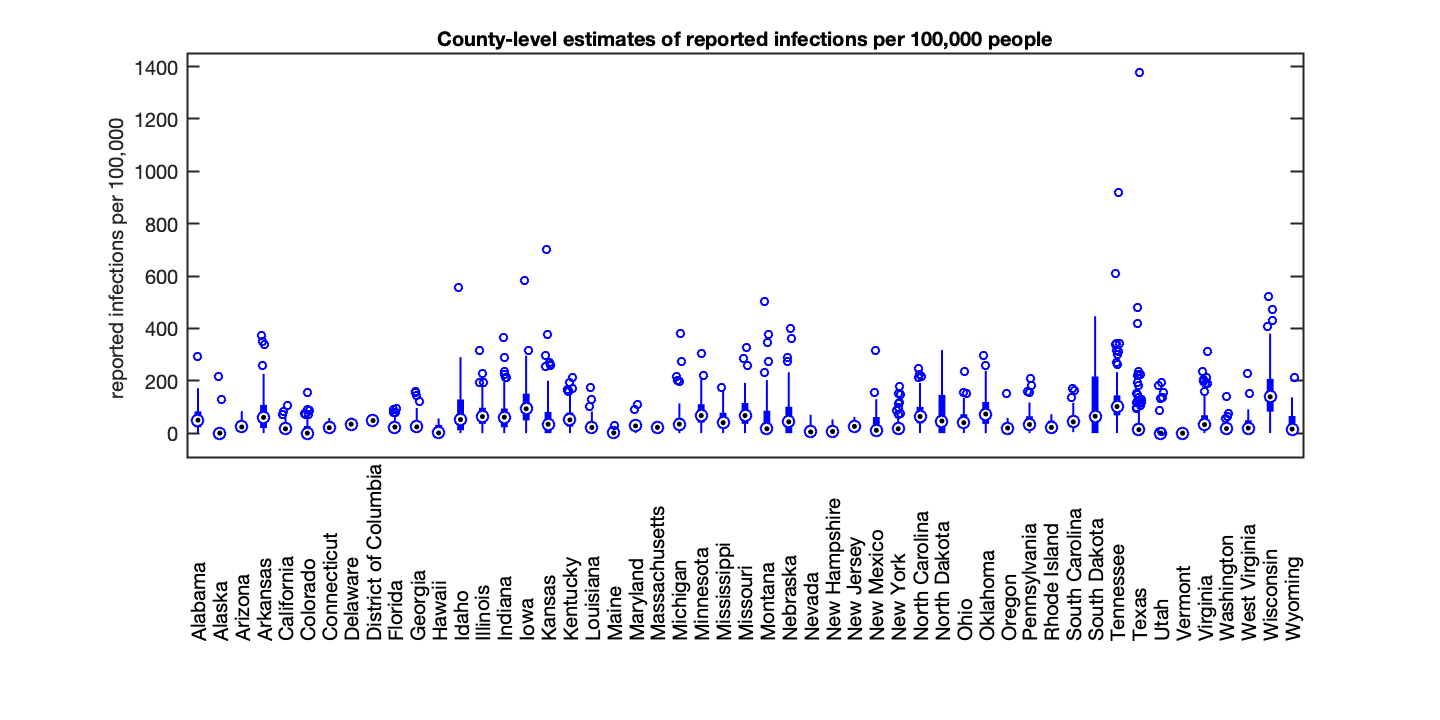 County-level estimates of reported infections per 100,000 people
reported infections per 100,000
1400
1200
1000
800
600
400
200
0
Alabama
Alaska
Arizona
Arkansas
California
Colorado
Connecticut
Delaware
District of Columbia
Florida
Georgia
Hawaii
Idaho
Illinois
Indiana
Iowa
Kansas
Kentucky
Louisiana
Maine
Maryland
Massachusetts
Michigan
Minnesota
Mississippi
Missouri
Montana
Nebraska
Nevada
New Hampshire
New Jersey
New Mexico
New York
North Carolina
North Dakota
Ohio
Oklahoma
Oregon
Pennsylvania
Rhode Island
South Carolina
South Dakota
Tennessee
Texas
Utah
Vermont
Virginia
Washington
West Virginia
Wisconsin
Wyoming